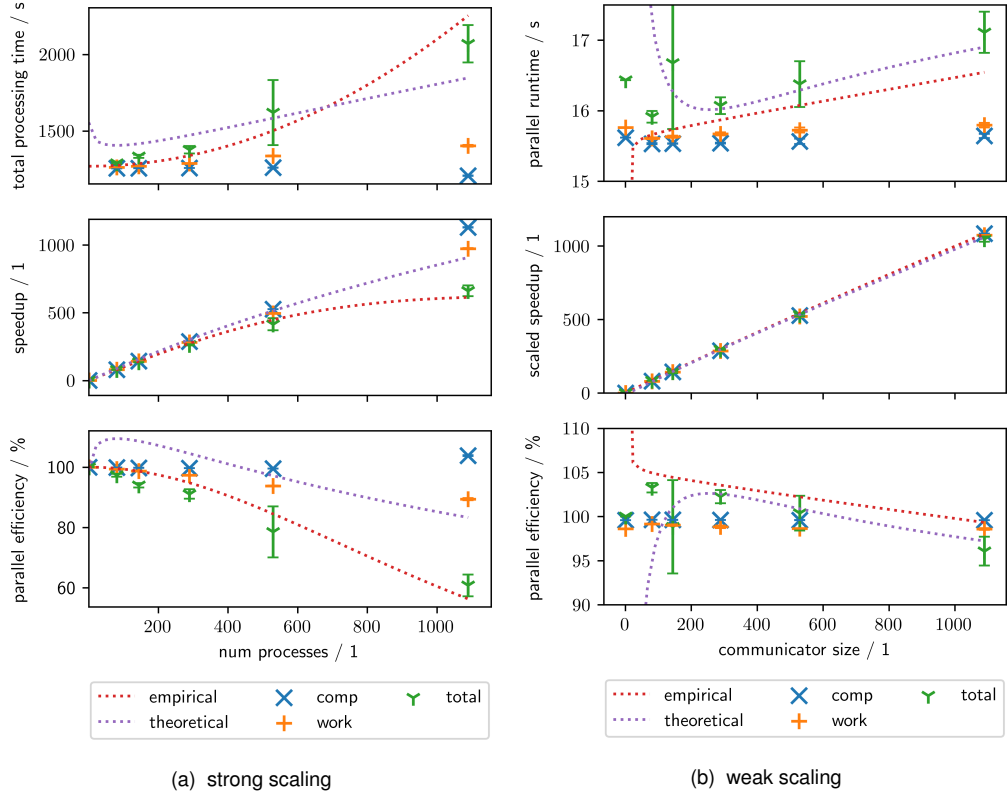 total processing time / s
2000
1500
speedup / 1
1000
500
0
parallel efficiency / %
100
80
60
200 400 600 800 1000
num processes / 1
empirical comp total
theoretical work
(a) strong scaling
parallel runtime / s
17
16
15
scaled speedup / 1
1000
500
0
parallel efficiency / %
110
105
100
95
90
0 200 400 600 800 1000
communicator size / 1
empirical comp total
theoretical work
(b) weak scaling